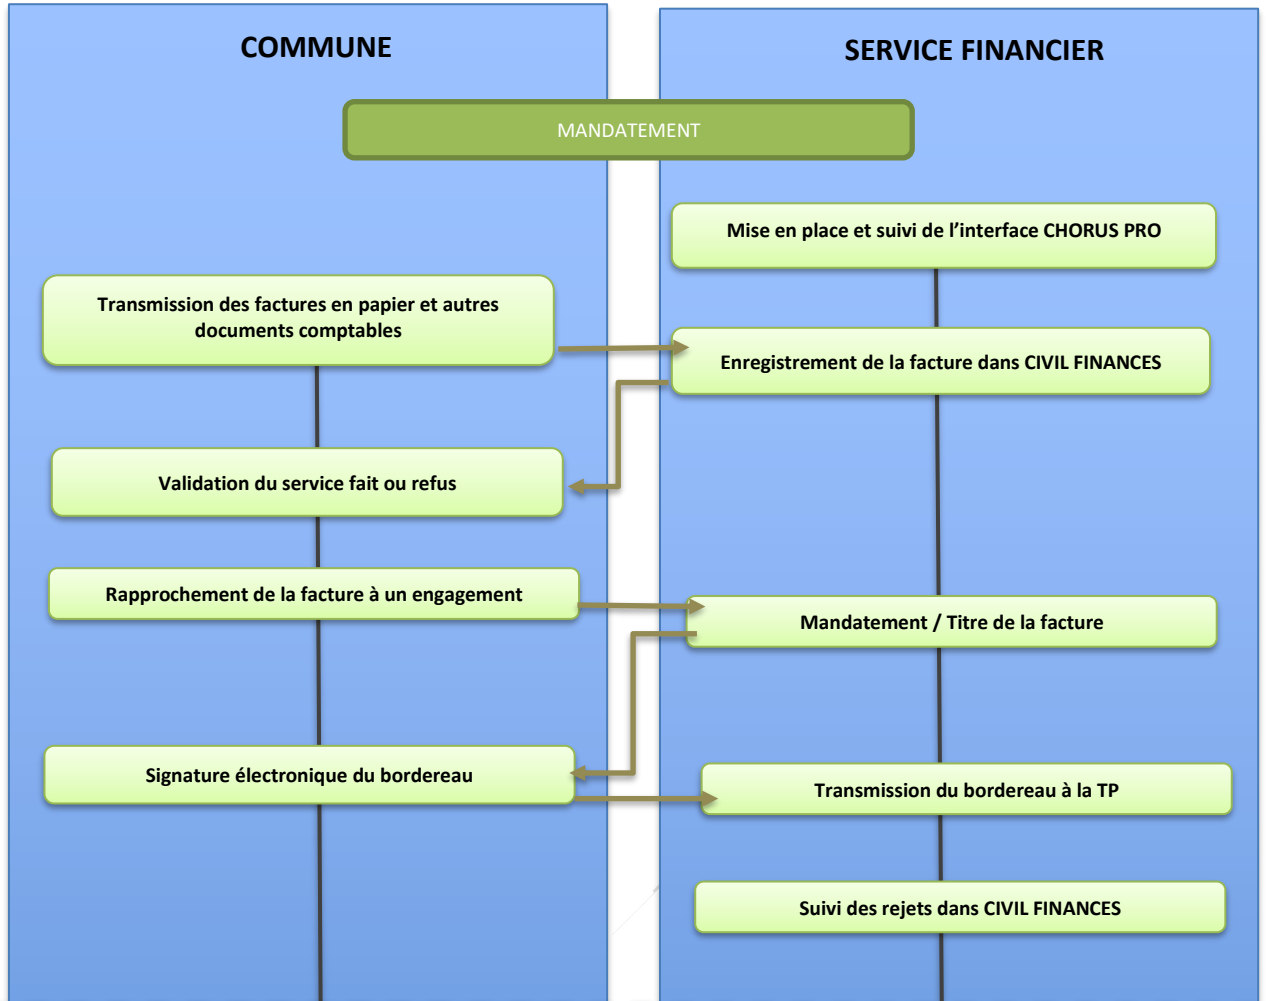 COMMUNE
SERVICE FINANCIER
MANDATEMENT
Mise en place et suivi de l’interface CHORUS PRO
Transmission des factures en papier et autres
documents comptables
Enregistrement de la facture dans CIVIL FINANCES
Validation du service fait ou refus
Rapprochement de la facture à un engagement
Mandatement / Titre de la facture
Signature électronique du bordereau
Transmission du bordereau à la TP
Suivi des rejets dans CIVIL FINANCES